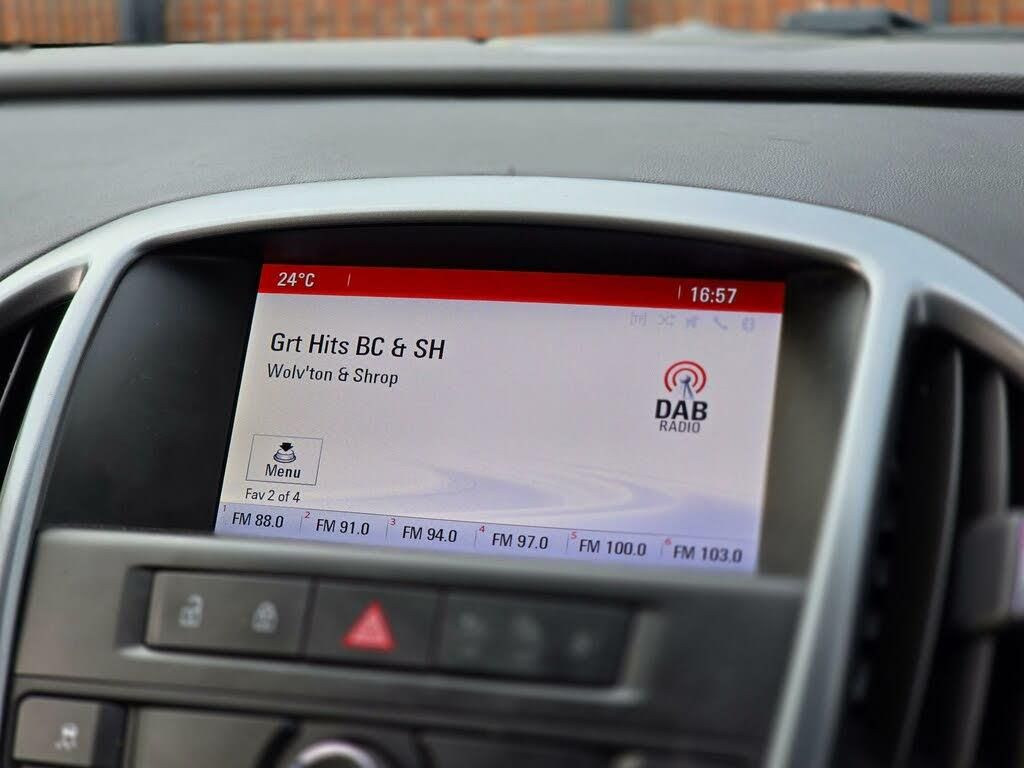 24°C 16:57
Grt Hits BC & SH
Wolv'ton & Shrop
DAB
RADIO
Menu
Fav 2 of 4
1 FM 88.0 2 FM 91.0 3 FM 94.0 4 FM 97.0 5 FM 100.0 6 FM 103.0